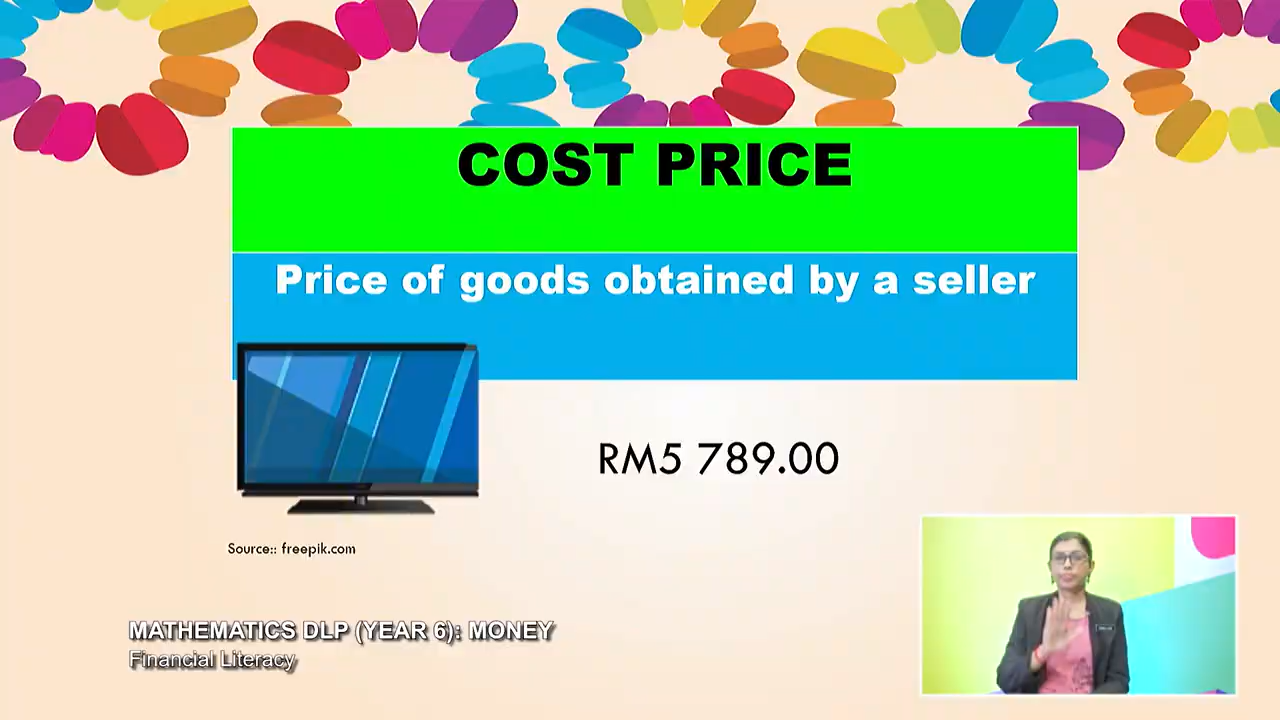 COST PRICE
Price of goods obtained by a seller
RM5 789.00
Source:: freepik.com
MATHEMATICS DLP (YEAR 6): MONEY
Financial Literacy